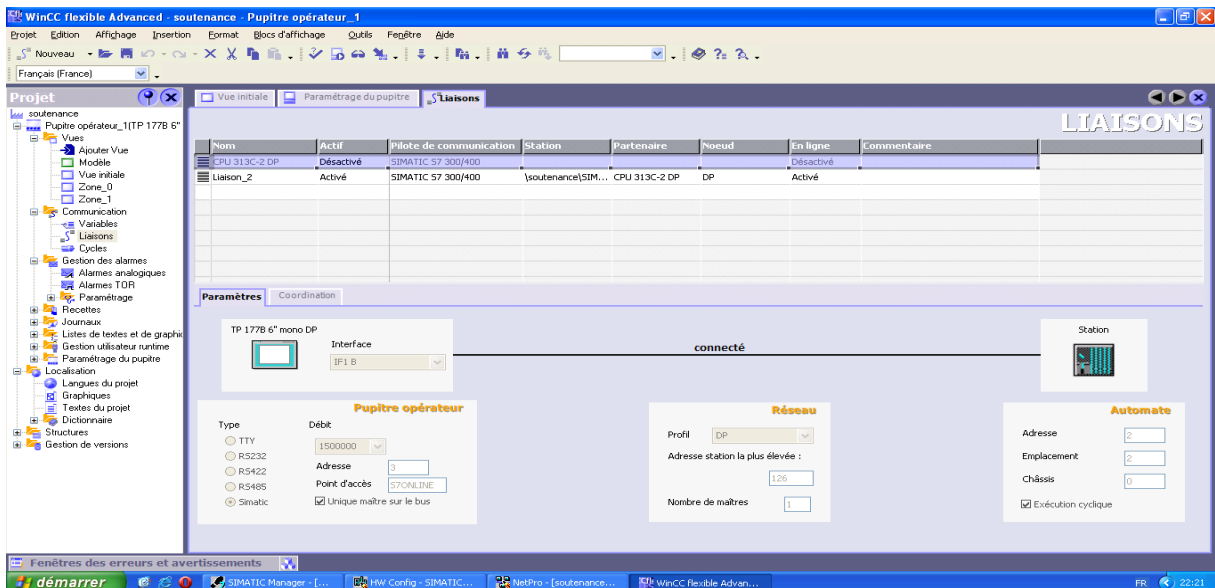 WinCC flexible Advanced - soutenance - Pupitre opérateur_1
Projet Edition Affichage Insertion Format Blocs d'affichage Outils Fenêtre Aide
Nouveau
Français (France)
Projet
soutenance
Pupitre opérateur_1(TP 177B 6"
Vues
Ajouter Vue
Modèle
Vue initiale
Zone_0
Zone_1
Communication
Variables
Liaisons
Cycles
Gestion des alarmes
Alarmes analogiques
Alarmes TOR
Paramétrage
Recettes
Journaux
Listes de textes et de graphic
Gestion utilisateur runtime
Paramétrage du pupitre
Localisation
Langues du projet
Graphiques
Textes du projet
Dictionnaire
Structures
Gestion de versions
Vue initiale Paramétrage du pupitre Liaisons
LIAISONS
Nom Actif Pilote de communication Station Partenaire Noeud En ligne Commentaire
CPU 313C-2 DP Désactivé SIMATIC S7 300/400 Désactivé
Liaison_2 Activé SIMATIC S7 300/400 \soutenance\SIM... CPU 313C-2 DP DP Activé
Paramètres Coordination
TP 177B 6" mono DP
Interface
IF1 B
connecté
Station
Pupitre opérateur
Type
TTY
RS232
RS422
RS485
Simatic
Débit
1500000
Adresse 3
Point d'accès S7ONLINE
Unique maître sur le bus
Réseau
Profil DP
Adresse station la plus élevée :
126
Nombre de maîtres 1
Automate
Adresse 2
Emplacement 2
Châssis 0
Exécution cyclique
Fenêtres des erreurs et avertissements
démarrer SIMATIC Manager - [... HW Config - SIMATIC... NetPro - [soutenance... WinCC flexible Advan... FR 22:21